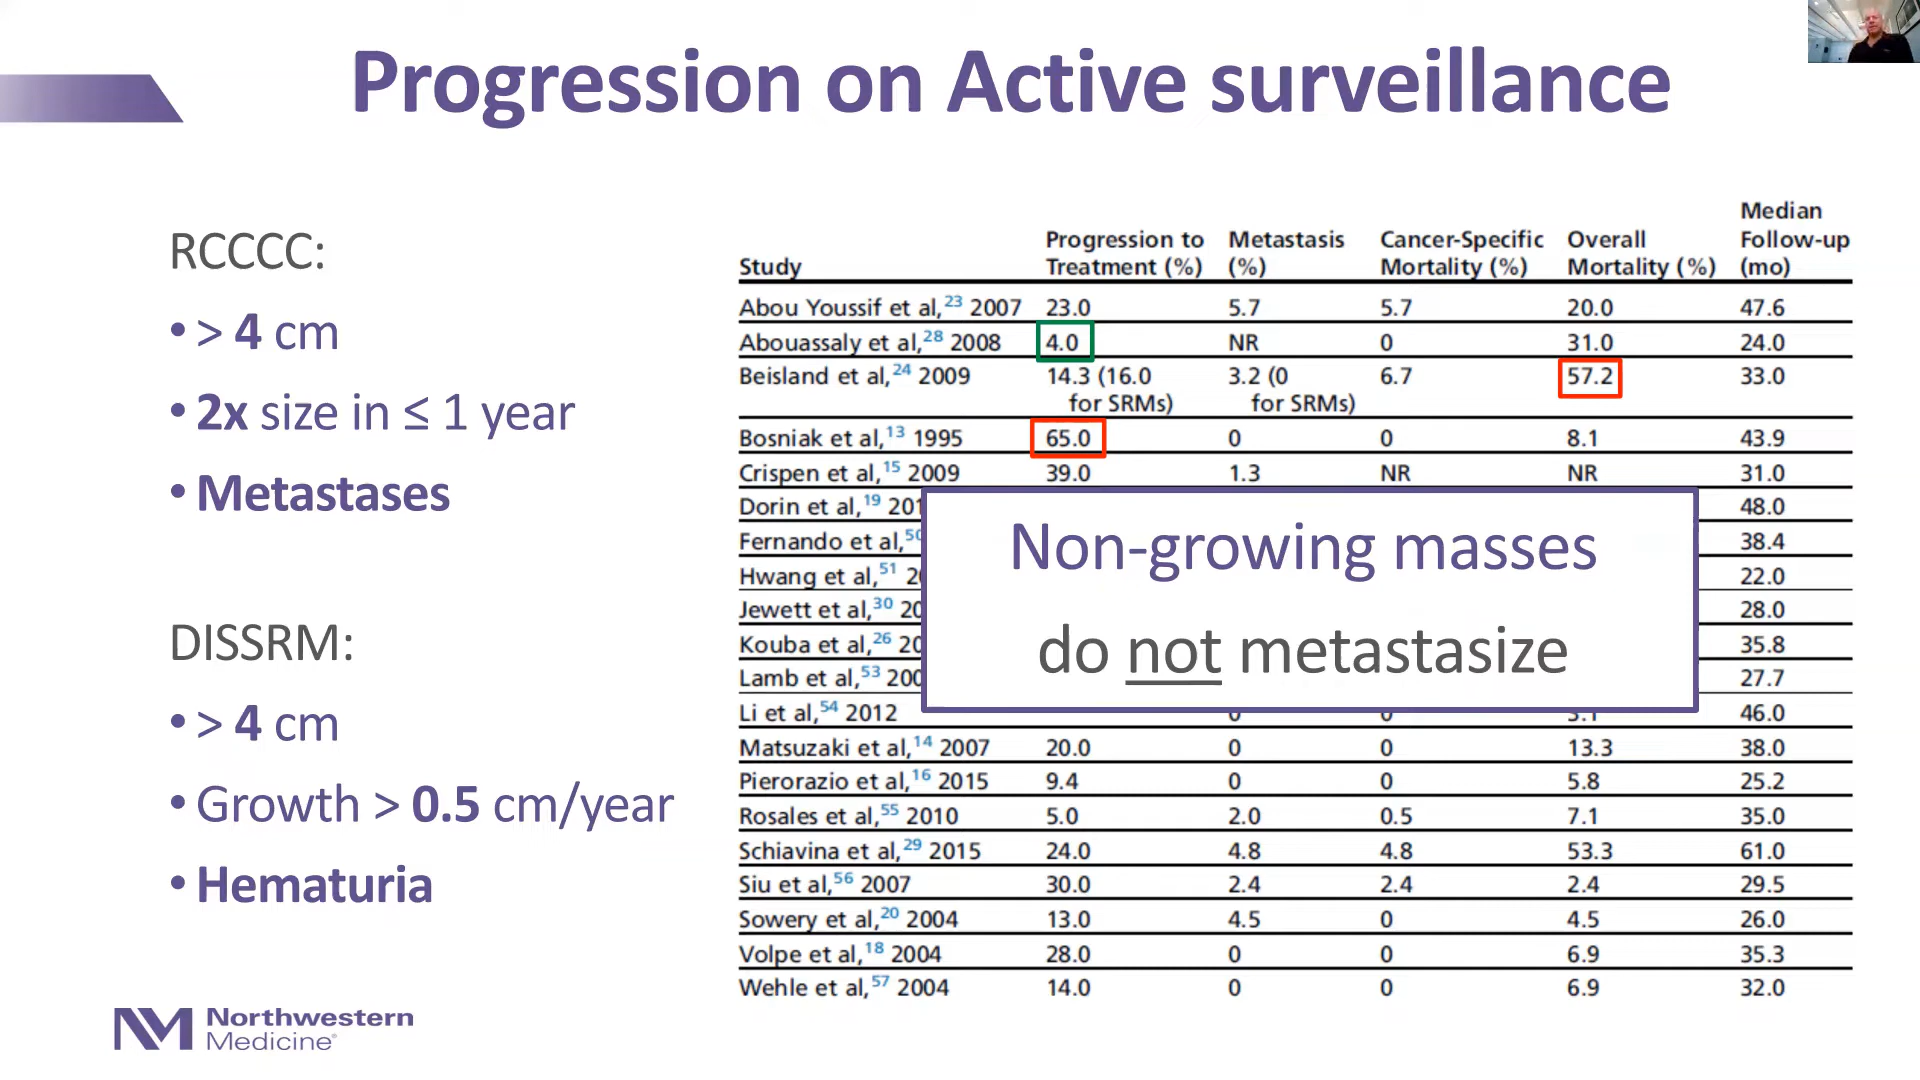 Progression on Active surveillance
RCCCC:
• > 4 cm
• 2x size in ≤ 1 year
• Metastases
DISSRM:
• > 4 cm
• Growth > 0.5 cm/year
• Hematuria
Study Progression to Treatment (%) Metastasis (%) Cancer-Specific Mortality (%) Overall Mortality (%) Median Follow-up (mo)
Abou Youssif et al,23 2007 23.0 5.7 5.7 20.0 47.6
Abouassaly et al,28 2008 4.0 NR 0 31.0 24.0
Beisland et al,24 2009 14.3 (16.0 for SRMs) 3.2 (0 for SRMs) 6.7 57.2 33.0
Bosniak et al,13 1995 65.0 0 0 8.1 43.9
Crispen et al,15 2009 39.0 1.3 NR NR 31.0
Dorin et al,19 48.0
Fernando et al, 38.4
Hwang et al,51 22.0
Jewett et al,30 28.0
Kouba et al,26 35.8
Lamb et al,53 27.7
Li et al,54 2012 46.0
Non-growing masses
do not metastasize
Matsuzaki et al,14 2007 20.0 0 0 13.3 38.0
Pierorazio et al,16 2015 9.4 0 0 5.8 25.2
Rosales et al,55 2010 5.0 2.0 0.5 7.1 35.0
Schiavina et al,29 2015 24.0 4.8 4.8 53.3 61.0
Siu et al,56 2007 30.0 2.4 2.4 2.4 29.5
Sowery et al,20 2004 13.0 4.5 0 4.5 26.0
Volpe et al,18 2004 28.0 0 0 6.9 35.3
Wehle et al,57 2004 14.0 0 0 6.9 32.0
NM Northwestern
Medicine®